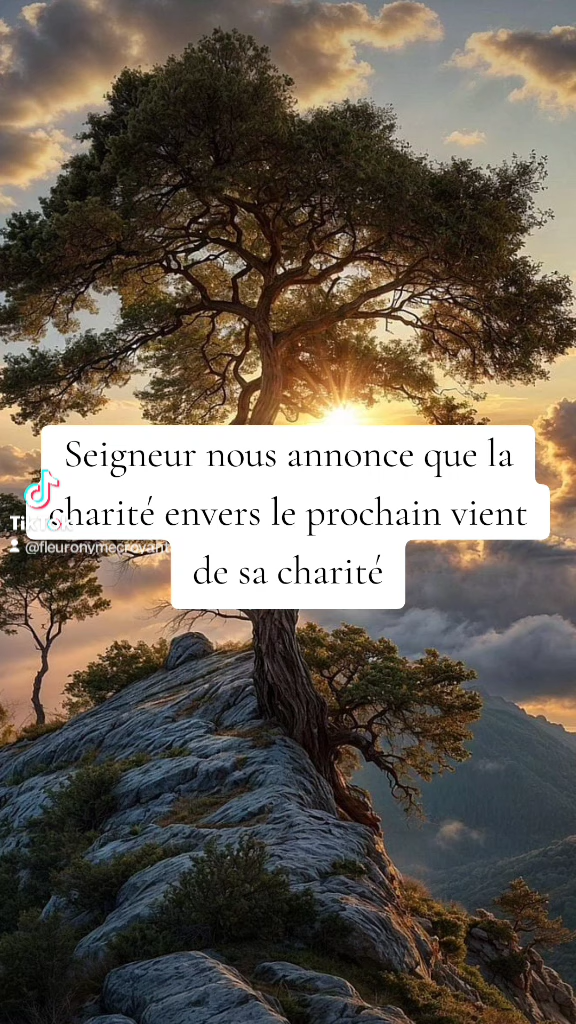 Seigneur nous annonce que la
charité envers le prochain vient
de sa charité
TikTok
@fleuronymecroyant